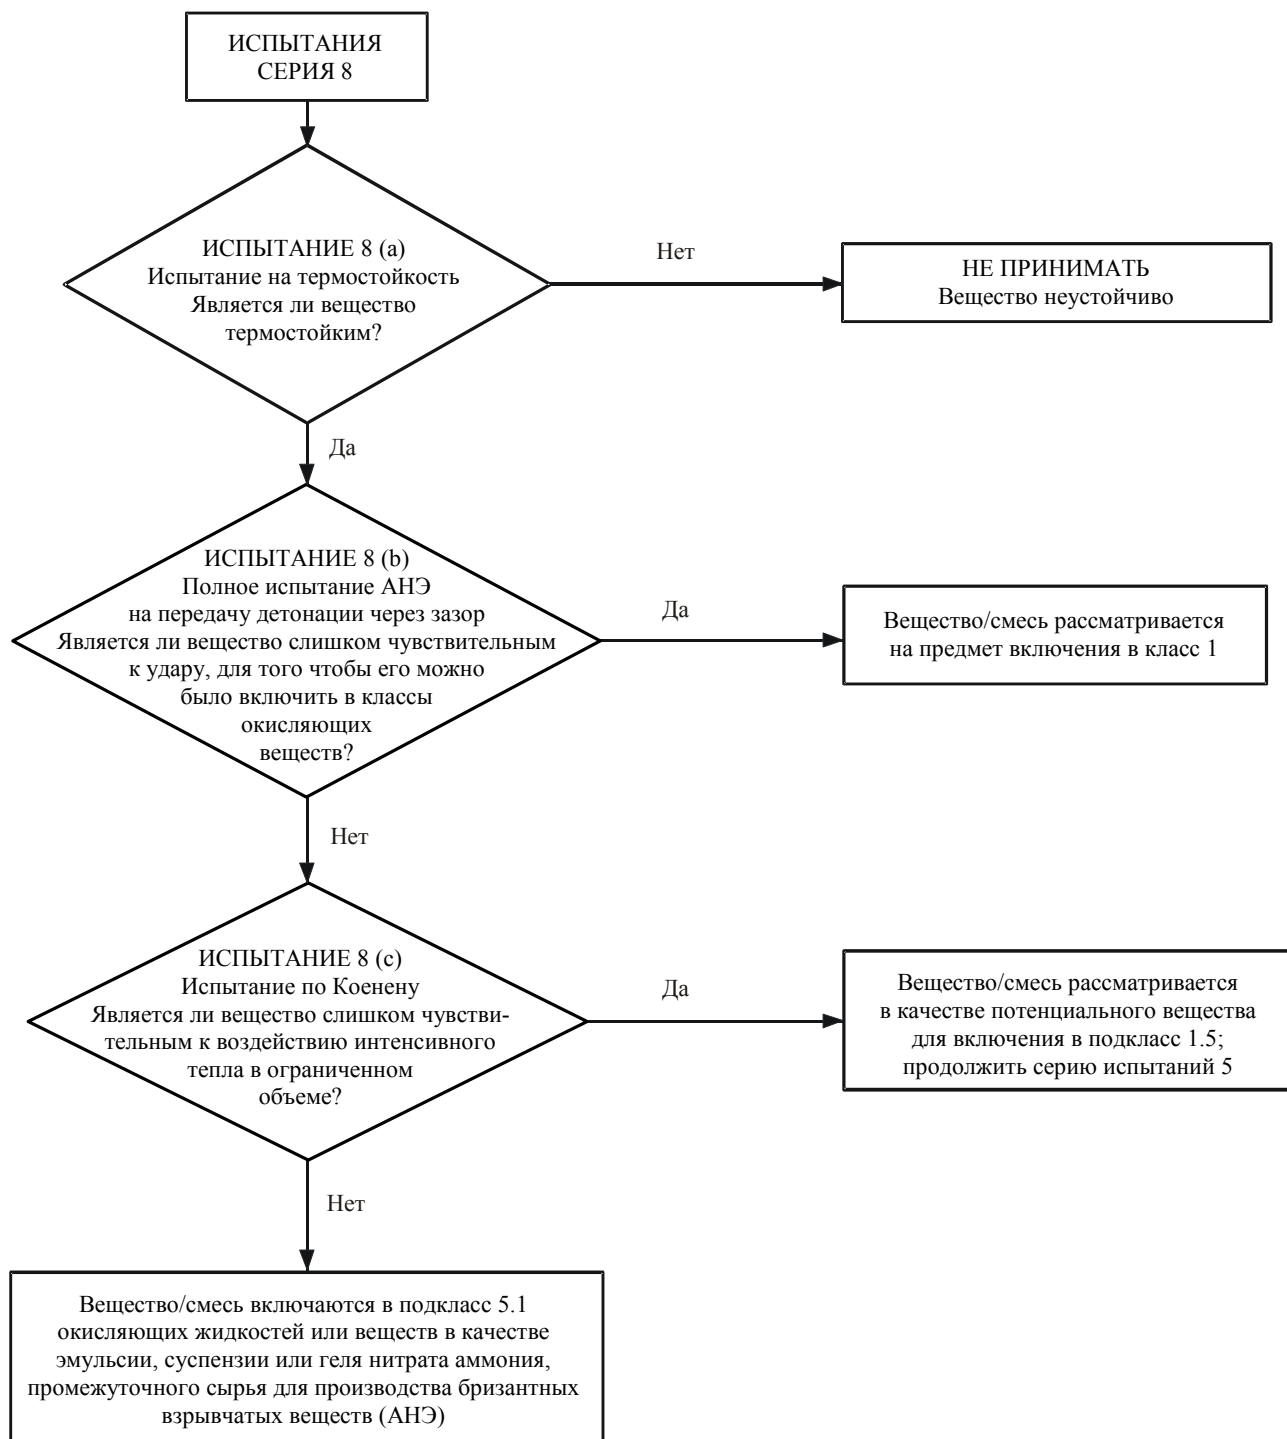 ИСПЫТАНИЯ
СЕРИЯ 8
ИСПЫТАНИЕ 8 (a)
Испытание на термостойкость
Является ли вещество
термостойким?
Нет
НЕ ПРИНИМАТЬ
Вещество неустойчиво
Да
ИСПЫТАНИЕ 8 (b)
Полное испытание АНЭ
на передачу детонации через зазор
Является ли вещество слишком чувствительным
к удару, для того чтобы его можно
было включить в классы
окисляющих
веществ?
Да
Вещество/смесь рассматривается
на предмет включения в класс 1
Нет
ИСПЫТАНИЕ 8 (c)
Испытание по Коенену
Является ли вещество слишком чувстви-
тельным к воздействию интенсивного
тепла в ограниченном
объеме?
Да
Вещество/смесь рассматривается
в качестве потенциального вещества
для включения в подкласс 1.5;
продолжить серию испытаний 5
Нет
Вещество/смесь включаются в подкласс 5.1
окисляющих жидкостей или веществ в качестве
эмульсии, суспензии или геля нитрата аммония,
промежуточного сырья для производства бризантных
взрывчатых веществ (АНЭ)